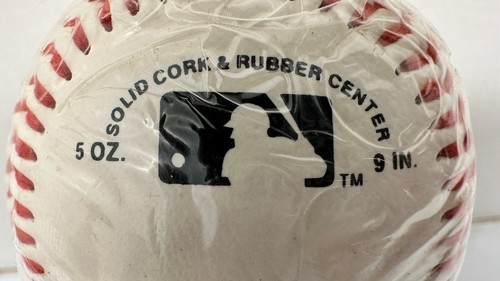 SOLID CORK & RUBBER CENTER
5 OZ.
TM
9 IN.